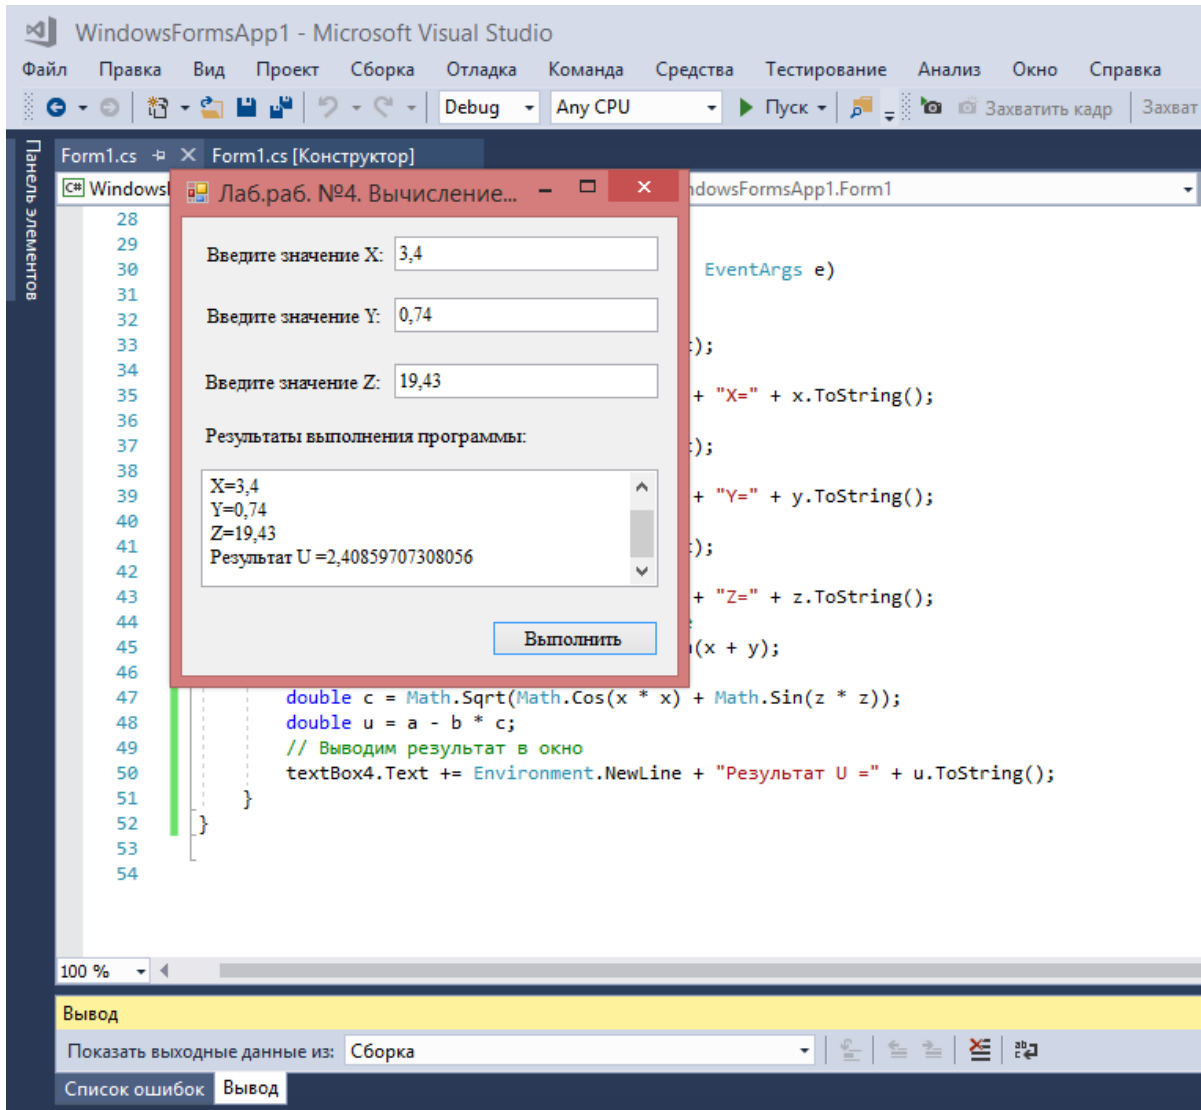 WindowsFormsApp1 - Microsoft Visual Studio
Файл Правка Вид Проект Сборка Отладка Команда Средства Тестирование Анализ Окно Справка
Debug Any CPU Пуск Захватить кадр Захват
Панель элементов
Form1.cs Form1.cs [Конструктор]
C# Windows ndowsFormsApp1.Form1
Лаб.раб. №4. Вычисление...
Введите значение X: 3,4
Введите значение Y: 0,74
Введите значение Z: 19,43
Результаты выполнения программы:
X=3,4
Y=0,74
Z=19,43
Результат U =2,40859707308056
Выполнить
28
29
30 EventArgs e)
31
32
33 );
34
35 + "X=" + x.ToString();
36
37 );
38
39 + "Y=" + y.ToString();
40
41 );
42
43 + "Z=" + z.ToString();
44
45 (x + y);
46
47 double c = Math.Sqrt(Math.Cos(x * x) + Math.Sin(z * z));
48 double u = a - b * c;
49 // Выводим результат в окно
50 textBox4.Text += Environment.NewLine + "Результат U =" + u.ToString();
51 }
52 }
53
54
100 %
Вывод
Показать выходные данные из: Сборка
Список ошибок Вывод